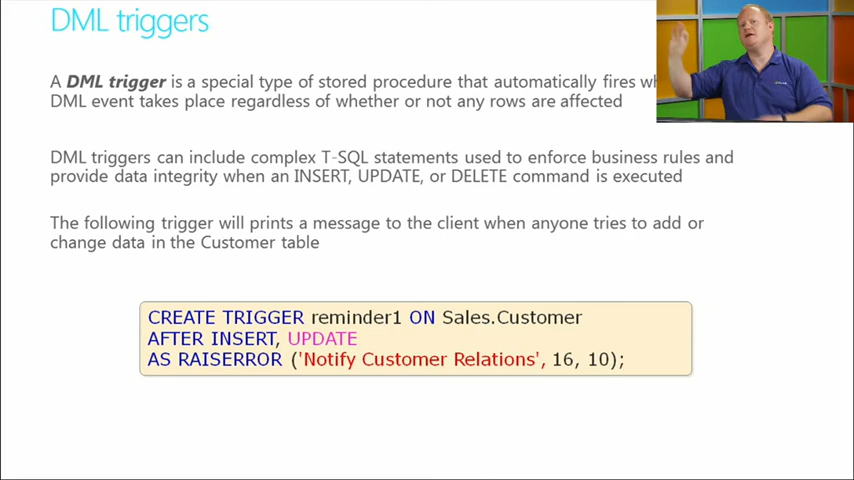 DML triggers
A DML trigger is a special type of stored procedure that automatically fires
DML event takes place regardless of whether or not any rows are affected
DML triggers can include complex T-SQL statements used to enforce business rules and
provide data integrity when an INSERT, UPDATE, or DELETE command is executed
The following trigger will prints a message to the client when anyone tries to add or
change data in the Customer table
CREATE TRIGGER reminder1 ON Sales.Customer
AFTER INSERT, UPDATE
AS RAISERROR ('Notify Customer Relations', 16, 10);